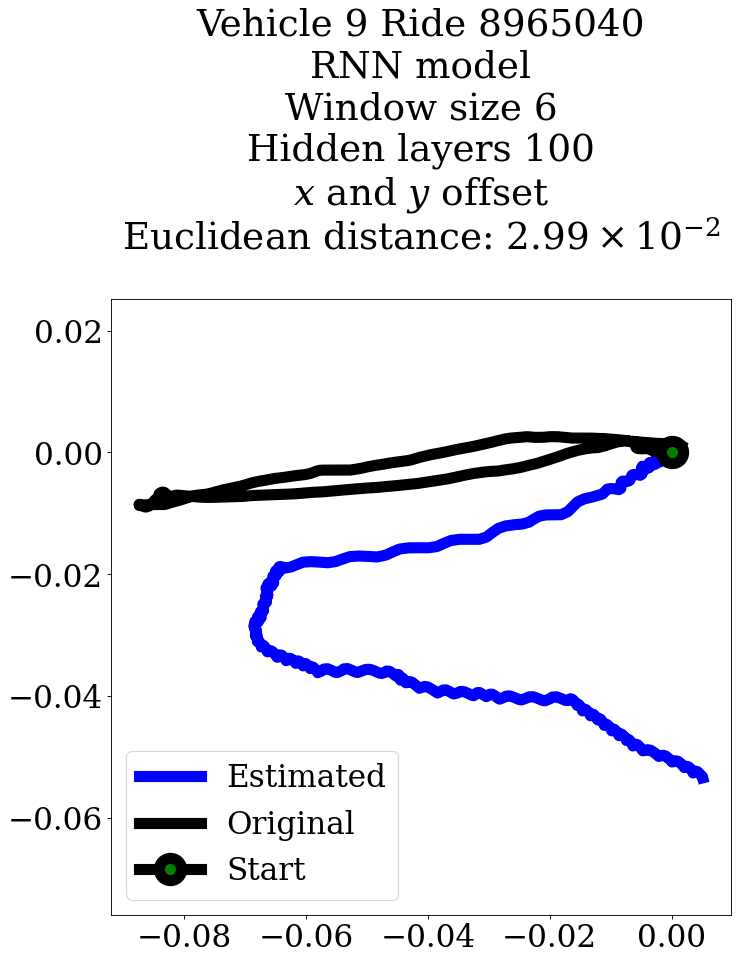 Vehicle 9 Ride 8965040
RNN model
Window size 6
Hidden layers 100
x and y offset
Euclidean distance: 2.99 × 10⁻²
0.02
0.00
−0.02
−0.04
−0.06
Estimated
Original
Start
−0.08 −0.06 −0.04 −0.02 0.00